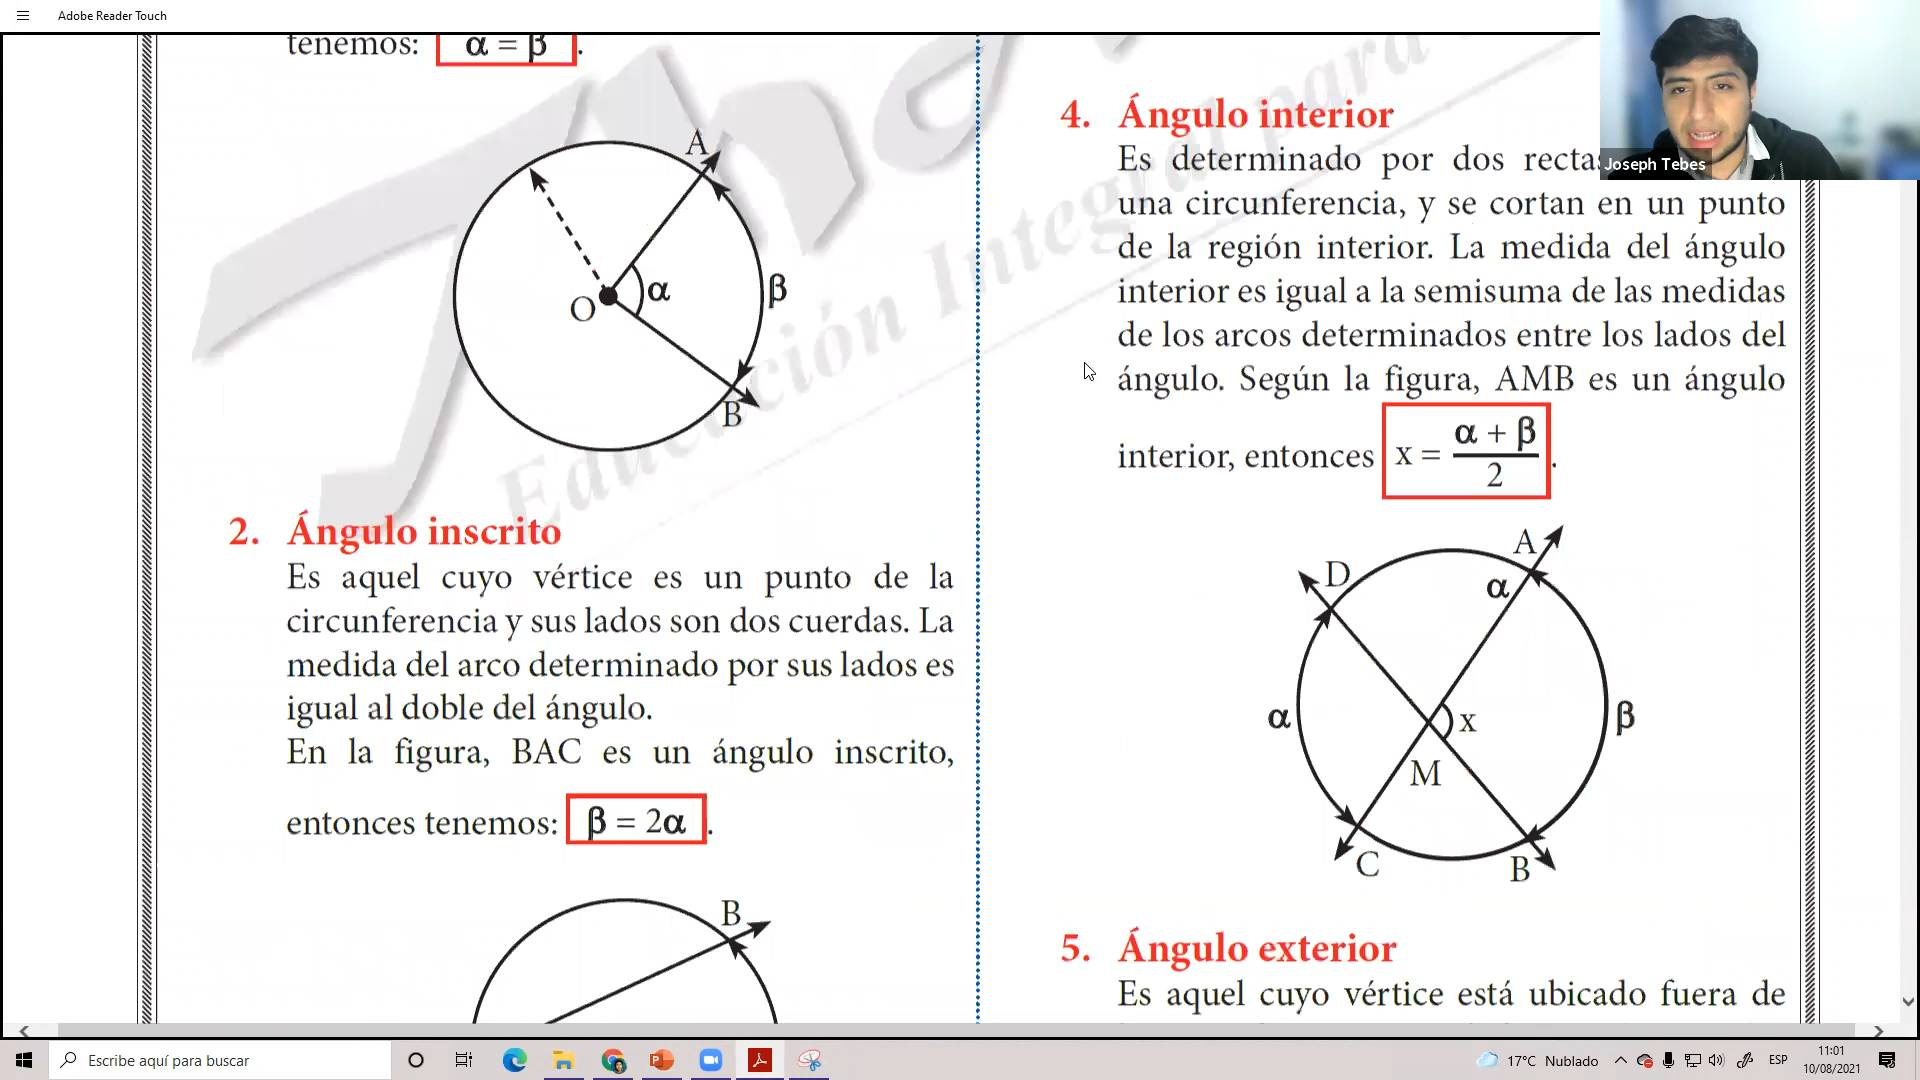 Adobe Reader Touch
tenemos: α = β .
A
O
α
β
B
2. Ángulo inscrito
Es aquel cuyo vértice es un punto de la
circunferencia y sus lados son dos cuerdas. La
medida del arco determinado por sus lados es
igual al doble del ángulo.
En la figura, BAC es un ángulo inscrito,
entonces tenemos: β = 2α .
B
4. Ángulo interior
Es determinado por dos rectas
una circunferencia, y se cortan en un punto
de la región interior. La medida del ángulo
interior es igual a la semisuma de las medidas
de los arcos determinados entre los lados del
ángulo. Según la figura, AMB es un ángulo
interior, entonces x = α + β / 2 .
A
D
α
α
x
β
M
C
B
5. Ángulo exterior
Es aquel cuyo vértice está ubicado fuera de
Educación Integral para
Joseph Tebes
Escribe aquí para buscar
17°C Nublado
ESP
11:01
10/08/2021